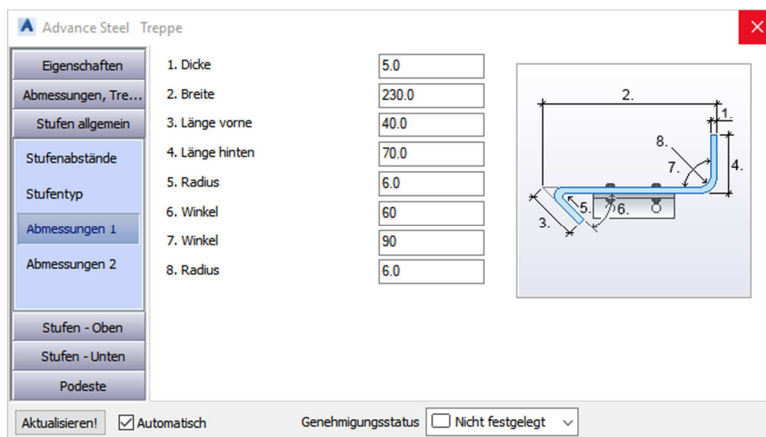 Advance Steel Treppe
Eigenschaften
Abmessungen, Tre...
Stufen allgemein
Stufenabstände
Stufentyp
Abmessungen 1
Abmessungen 2
Stufen - Oben
Stufen - Unten
Podeste
1. Dicke 5.0
2. Breite 230.0
3. Länge vorne 40.0
4. Länge hinten 70.0
5. Radius 6.0
6. Winkel 60
7. Winkel 90
8. Radius 6.0
2.
1.
8.
7.
4.
5.
6.
3.
Aktualisieren! Automatisch Genehmigungsstatus Nicht festgelegt